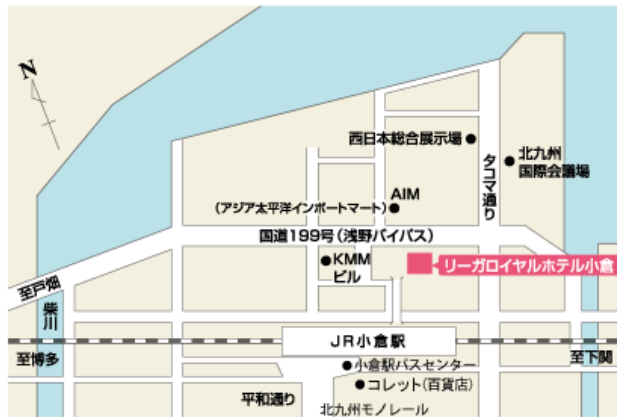 N
西日本総合展示場
北九州
国際会議場
タコマ通り
AIM
(アジア太平洋インポートマート)
国道199号(浅野バイパス)
KMM
ビル
リーガロイヤルホテル小倉
至戸畑
柴川
JR小倉駅
至博多
至下関
小倉駅バスセンター
コレット(百貨店)
平和通り
北九州モノレール